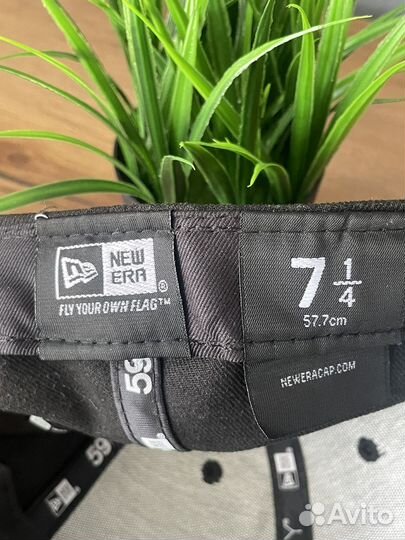 NEW
ERA®
FLY YOUR OWN FLAG™
7 1/4
57.7cm
NEWERACAP.COM
59
59
Avito